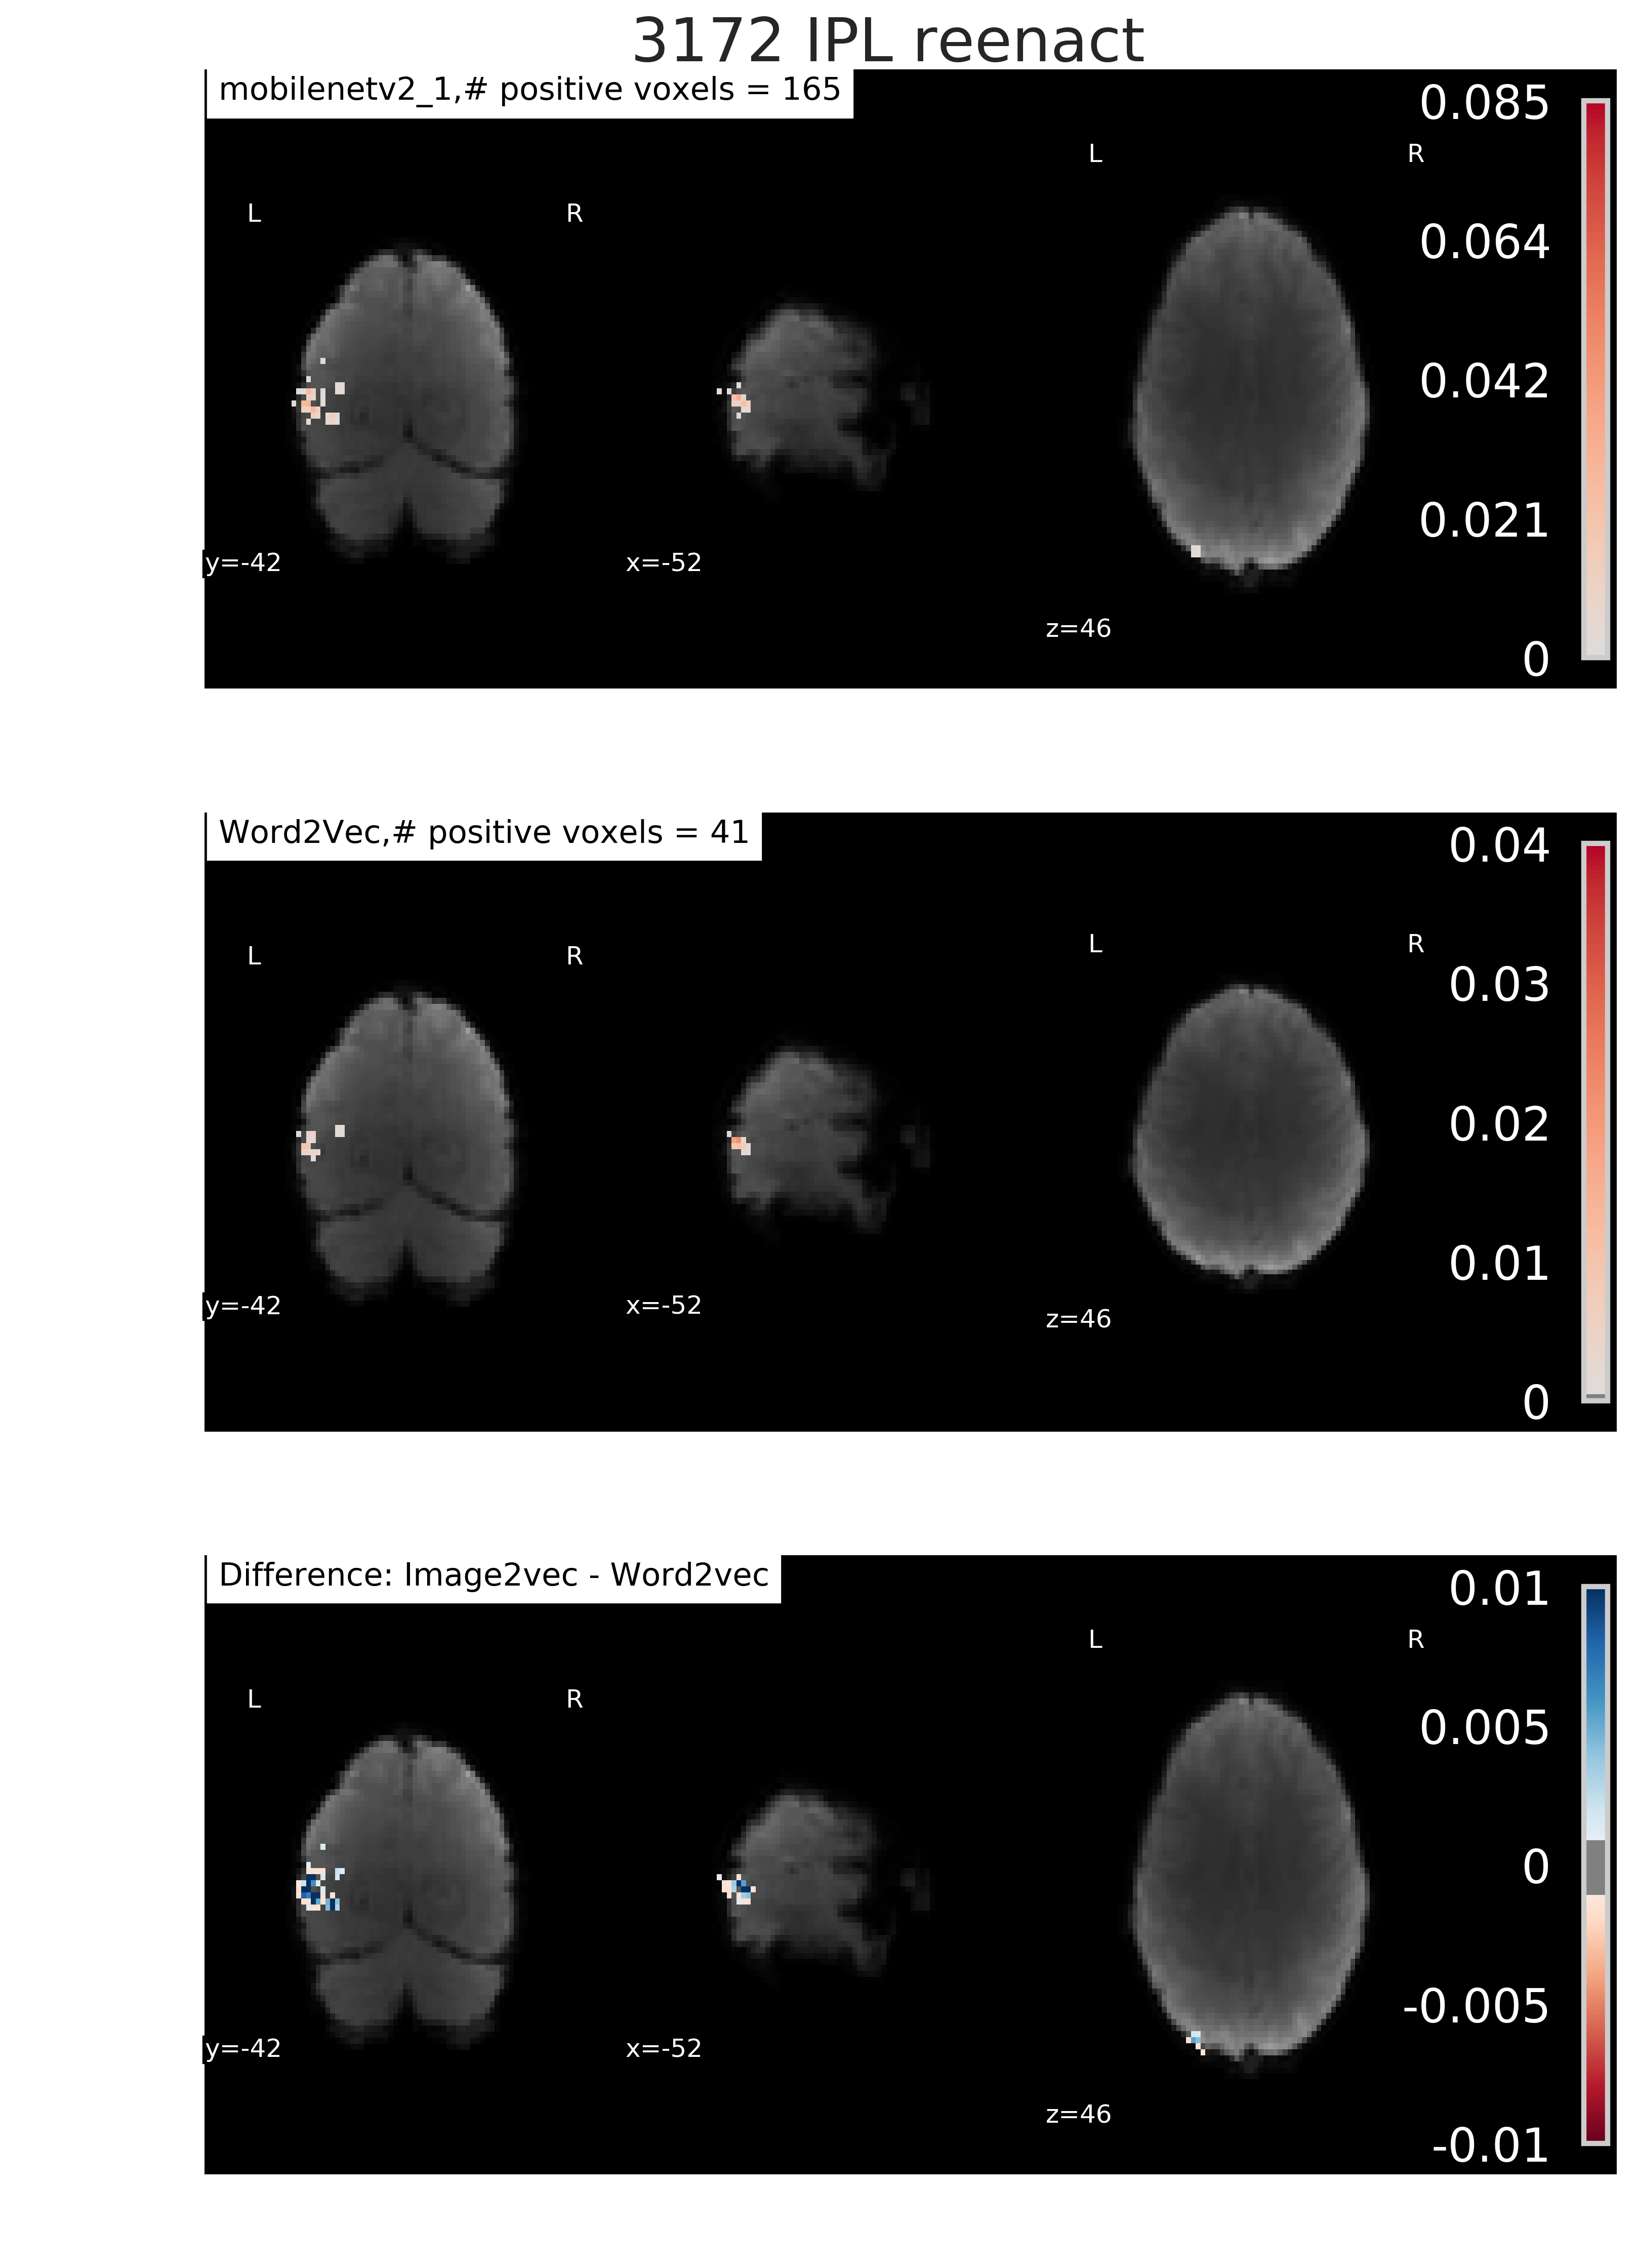 3172 IPL reenact
mobilenetv2_1,# positive voxels = 165
0.085
L R
L R
0.064
0.042
0.021
y=-42 x=-52
z=46
0
Word2Vec,# positive voxels = 41
0.04
L R
L R
0.03
0.02
0.01
y=-42 x=-52
z=46
0
Difference: Image2vec - Word2vec
0.01
L R
L R
0.005
0
-0.005
y=-42 x=-52
z=46
-0.01